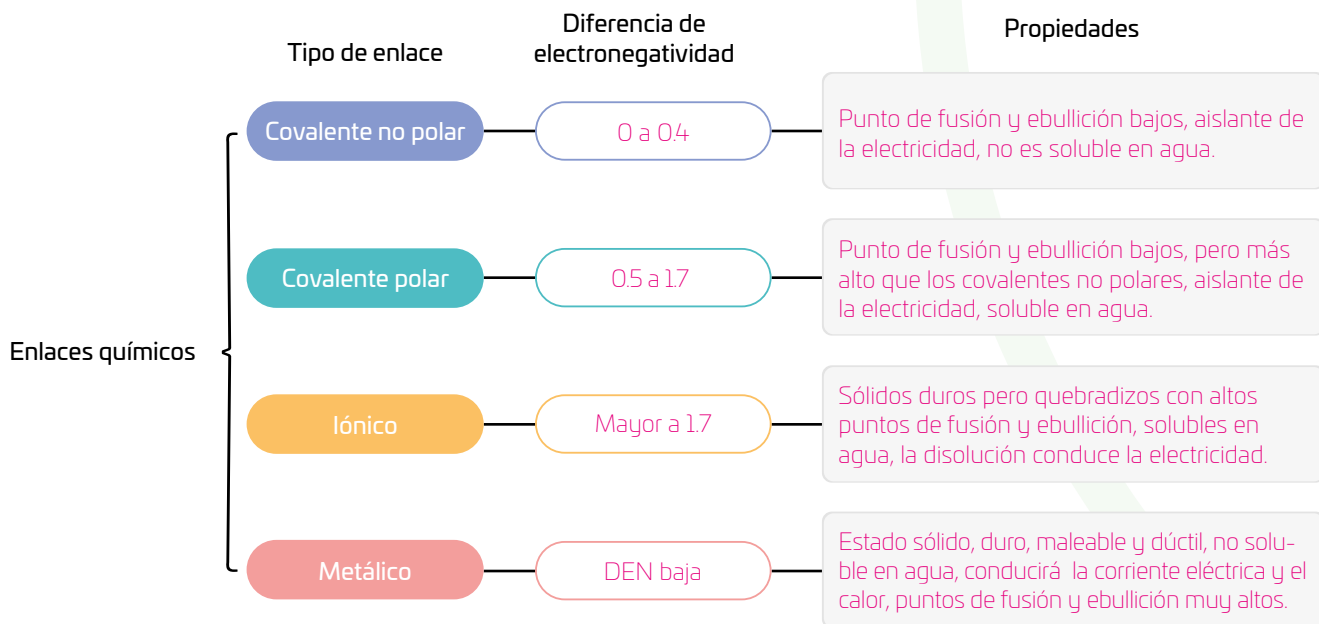 Tipo de enlace
Diferencia de
electronegatividad
Propiedades
Enlaces químicos
Covalente no polar
0 a 0.4
Punto de fusión y ebullición bajos, aislante de
la electricidad, no es soluble en agua.
Covalente polar
0.5 a 1.7
Punto de fusión y ebullición bajos, pero más
alto que los covalentes no polares, aislante de
la electricidad, soluble en agua.
Iónico
Mayor a 1.7
Sólidos duros pero quebradizos con altos
puntos de fusión y ebullición, solubles en
agua, la disolución conduce la electricidad.
Metálico
DEN baja
Estado sólido, duro, maleable y dúctil, no solu-
ble en agua, conducirá la corriente eléctrica y el
calor, puntos de fusión y ebullición muy altos.